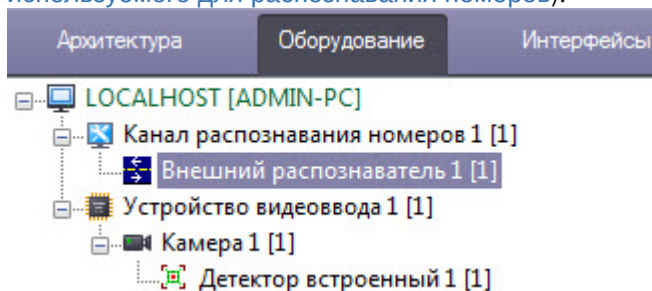 используемого для распознавания номеров).
Архитектура Оборудование Интерфейсы
LOCALHOST [ADMIN-PC]
Канал распознавания номеров 1 [1]
Внешний распознаватель 1 [1]
Устройство видеоввода 1 [1]
Камера 1 [1]
Детектор встроенный 1 [1]